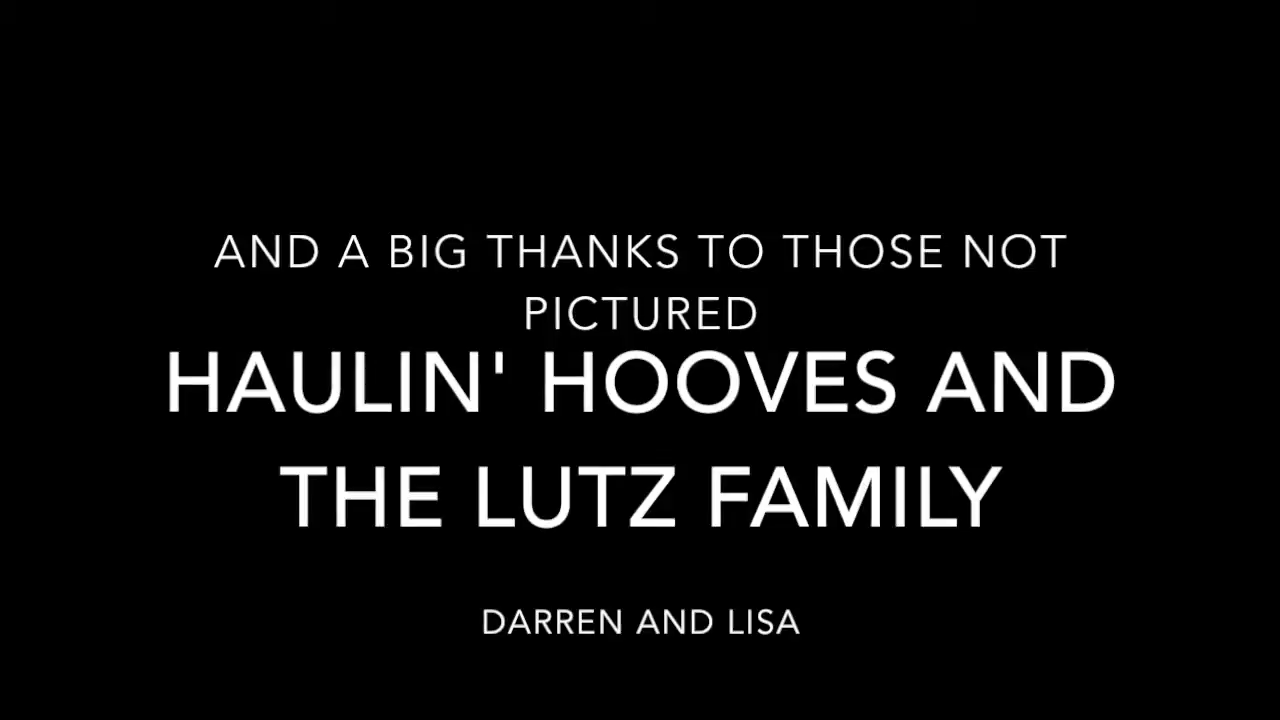 AND A BIG THANKS TO THOSE NOT
PICTURED
HAULIN' HOOVES AND
THE LUTZ FAMILY
DARREN AND LISA